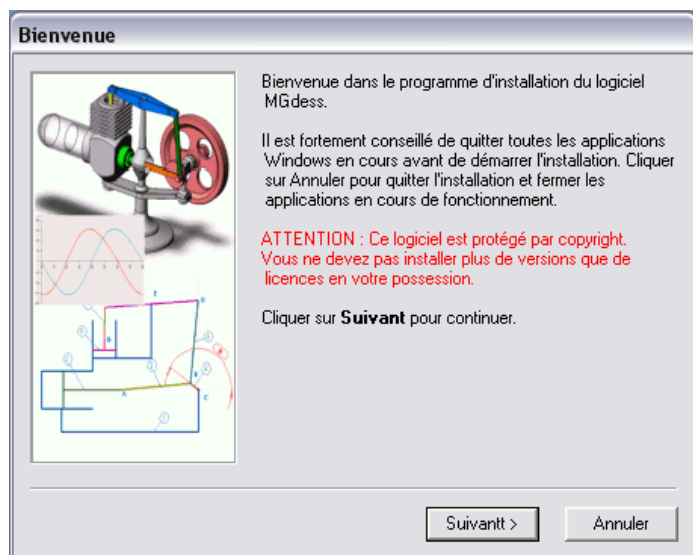 Bienvenue
Bienvenue dans le programme d'installation du logiciel
MGdess.
Il est fortement conseillé de quitter toutes les applications
Windows en cours avant de démarrer l'installation. Cliquer
sur Annuler pour quitter l'installation et fermer les
applications en cours de fonctionnement.
ATTENTION : Ce logiciel est protégé par copyright.
Vous ne devez pas installer plus de versions que de
licences en votre possession.
Cliquer sur Suivant pour continuer.
A
B
C
D
E
Suivantt >
Annuler